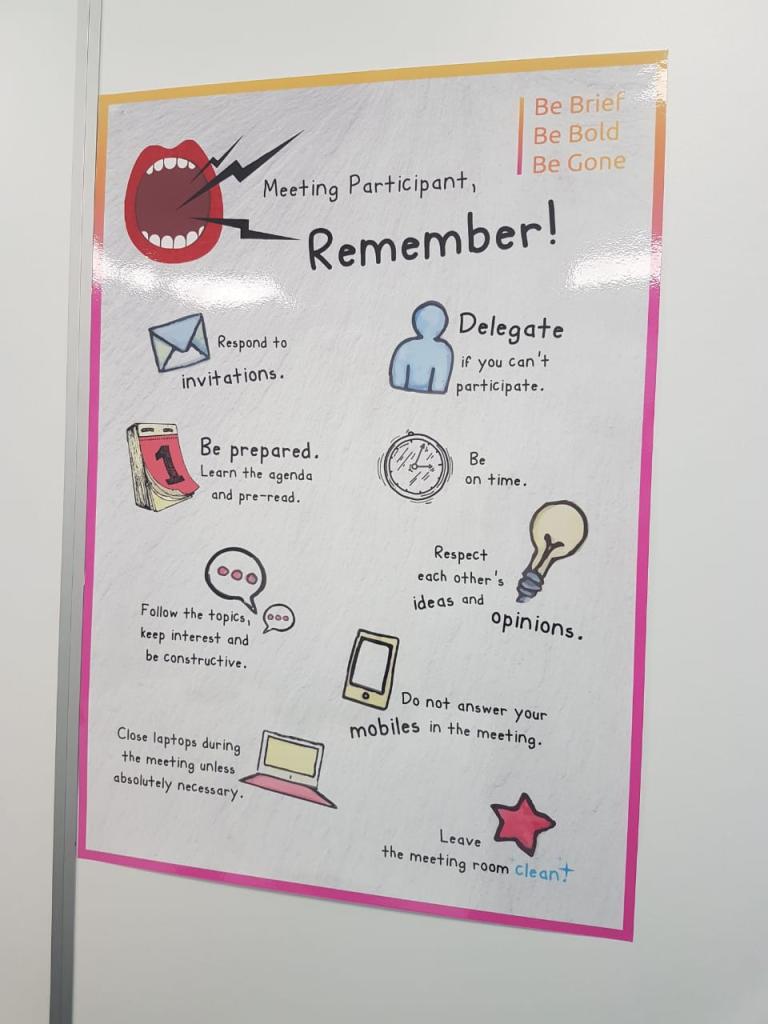 Be Brief
Be Bold
Be Gone
Meeting Participant,
Remember!
Respond to
invitations.
Delegate
if you can't
participate.
1
Be prepared.
Learn the agenda
and pre-read.
Be
on time.
Respect
each other's
ideas and
opinions.
Follow the topics,
keep interest and
be constructive.
Do not answer your
mobiles in the meeting.
Close laptops during
the meeting unless
absolutely necessary.
Leave
the meeting room clean!